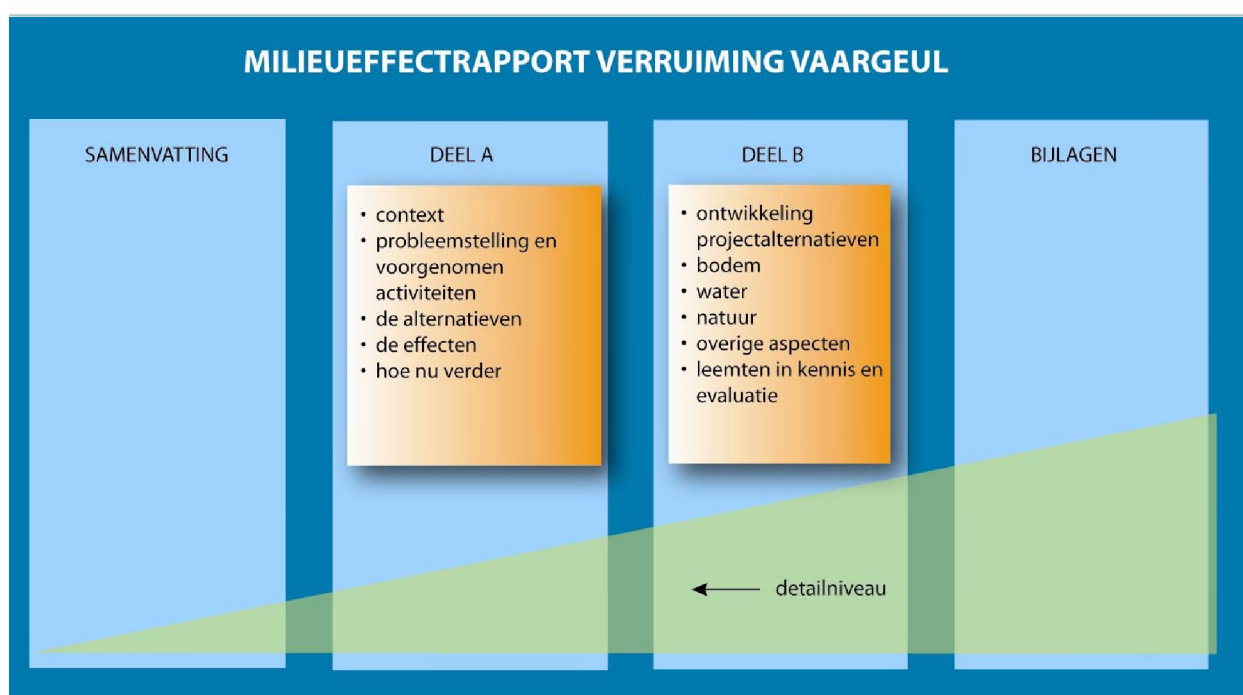 MILIEUEFFECTRAPPORT VERRUIMING VAARGEUL
SAMENVATTING
DEEL A
• context
• probleemstelling en
voorgenomen
activiteiten
• de alternatieven
• de effecten
• hoe nu verder
DEEL B
• ontwikkeling
projectalternatieven
• bodem
• water
• natuur
• overige aspecten
• leemten in kennis en
evaluatie
BIJLAGEN
detailniveau